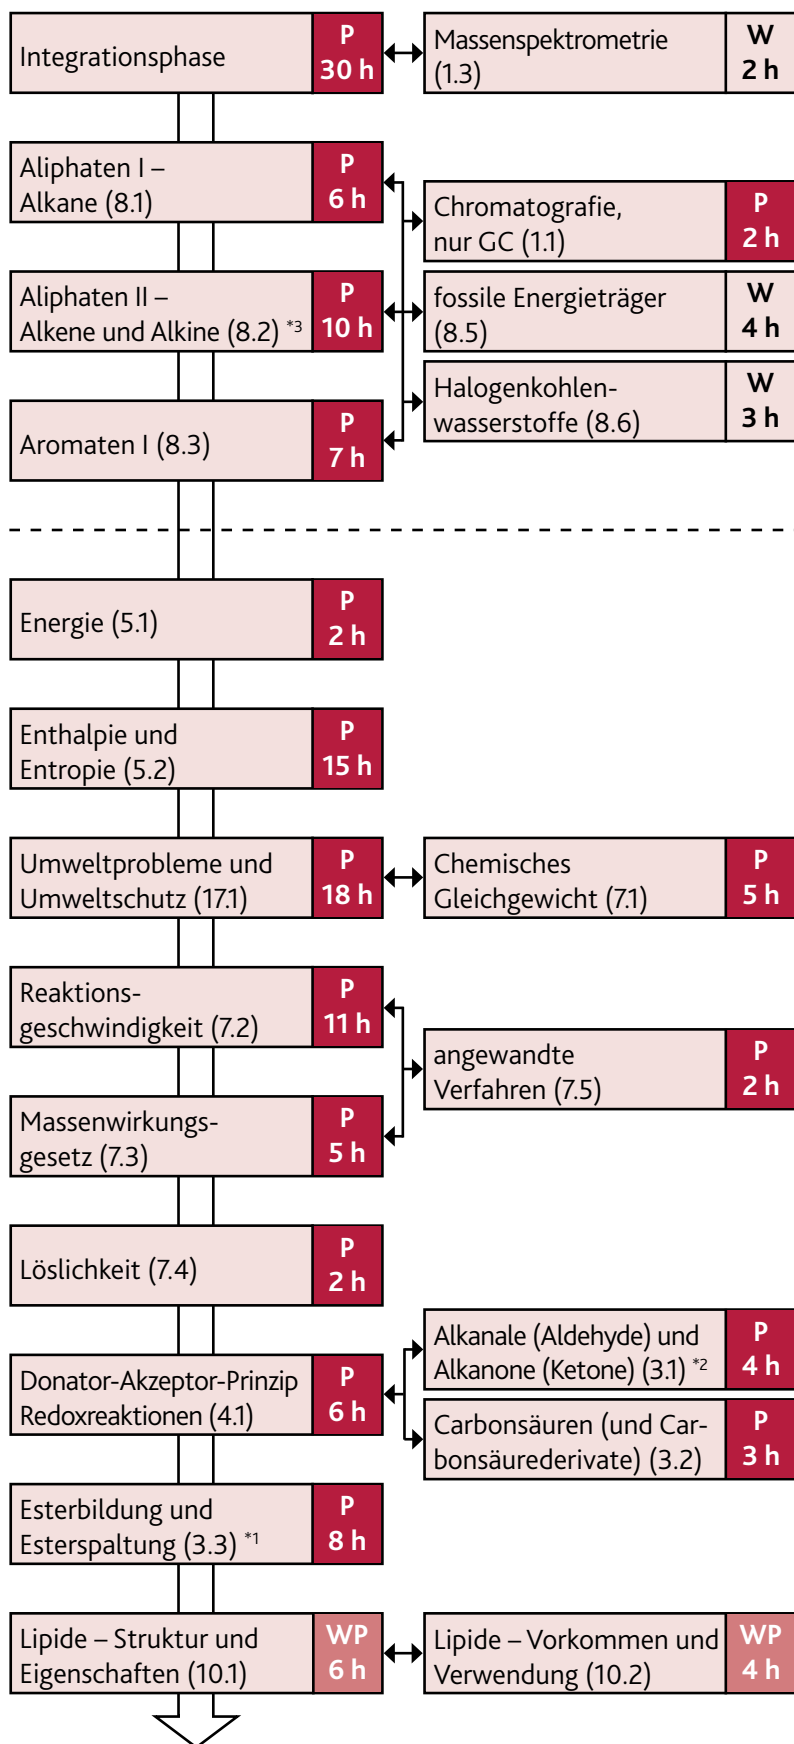 Integrationsphase
P
30 h
Massenspektrometrie
(1.3)
W
2 h
Aliphaten I –
Alkane (8.1)
P
6 h
Chromatografie,
nur GC (1.1)
P
2 h
Aliphaten II –
Alkene und Alkine (8.2) *3
P
10 h
fossile Energieträger
(8.5)
W
4 h
Halogenkohlen-
wasserstoffe (8.6)
W
3 h
Aromaten I (8.3)
P
7 h
Energie (5.1)
P
2 h
Enthalpie und
Entropie (5.2)
P
15 h
Umweltprobleme und
Umweltschutz (17.1)
P
18 h
Chemisches
Gleichgewicht (7.1)
P
5 h
Reaktions-
geschwindigkeit (7.2)
P
11 h
angewandte
Verfahren (7.5)
P
2 h
Massenwirkungs-
gesetz (7.3)
P
5 h
Löslichkeit (7.4)
P
2 h
Alkanale (Aldehyde) und
Alkanone (Ketone) (3.1) *2
P
4 h
Donator-Akzeptor-Prinzip
Redoxreaktionen (4.1)
P
6 h
Carbonsäuren (und Car-
bonsäurederivate) (3.2)
P
3 h
Esterbildung und
Esterspaltung (3.3) *1
P
8 h
Lipide – Struktur und
Eigenschaften (10.1)
WP
6 h
Lipide – Vorkommen und
Verwendung (10.2)
WP
4 h